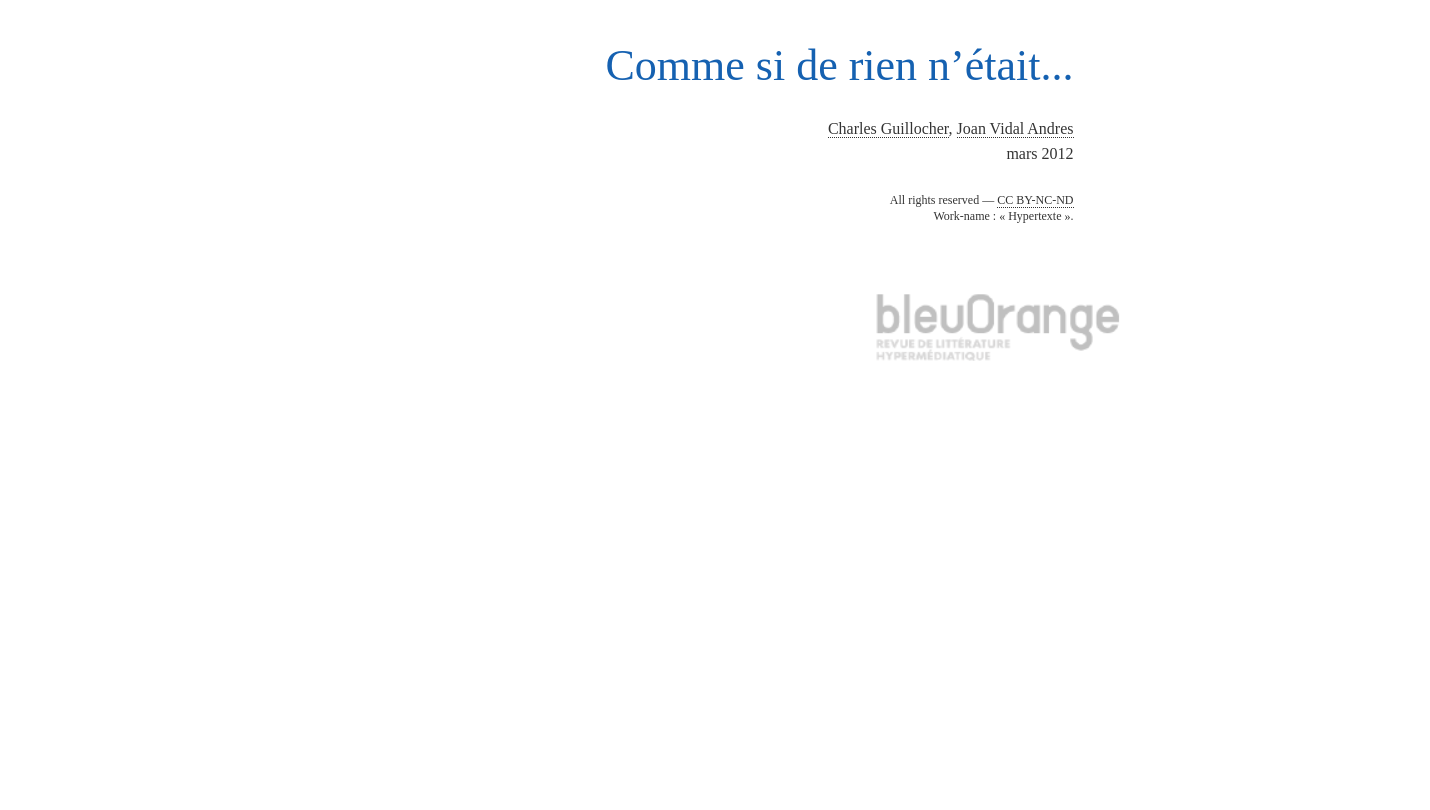 Comme si de rien n’était...
Charles Guillocher, Joan Vidal Andres
mars 2012
All rights reserved — CC BY-NC-ND
Work-name : « Hypertexte ».
bleuOrange
REVUE DE LITTÉRATURE
HYPERMÉDIATIQUE